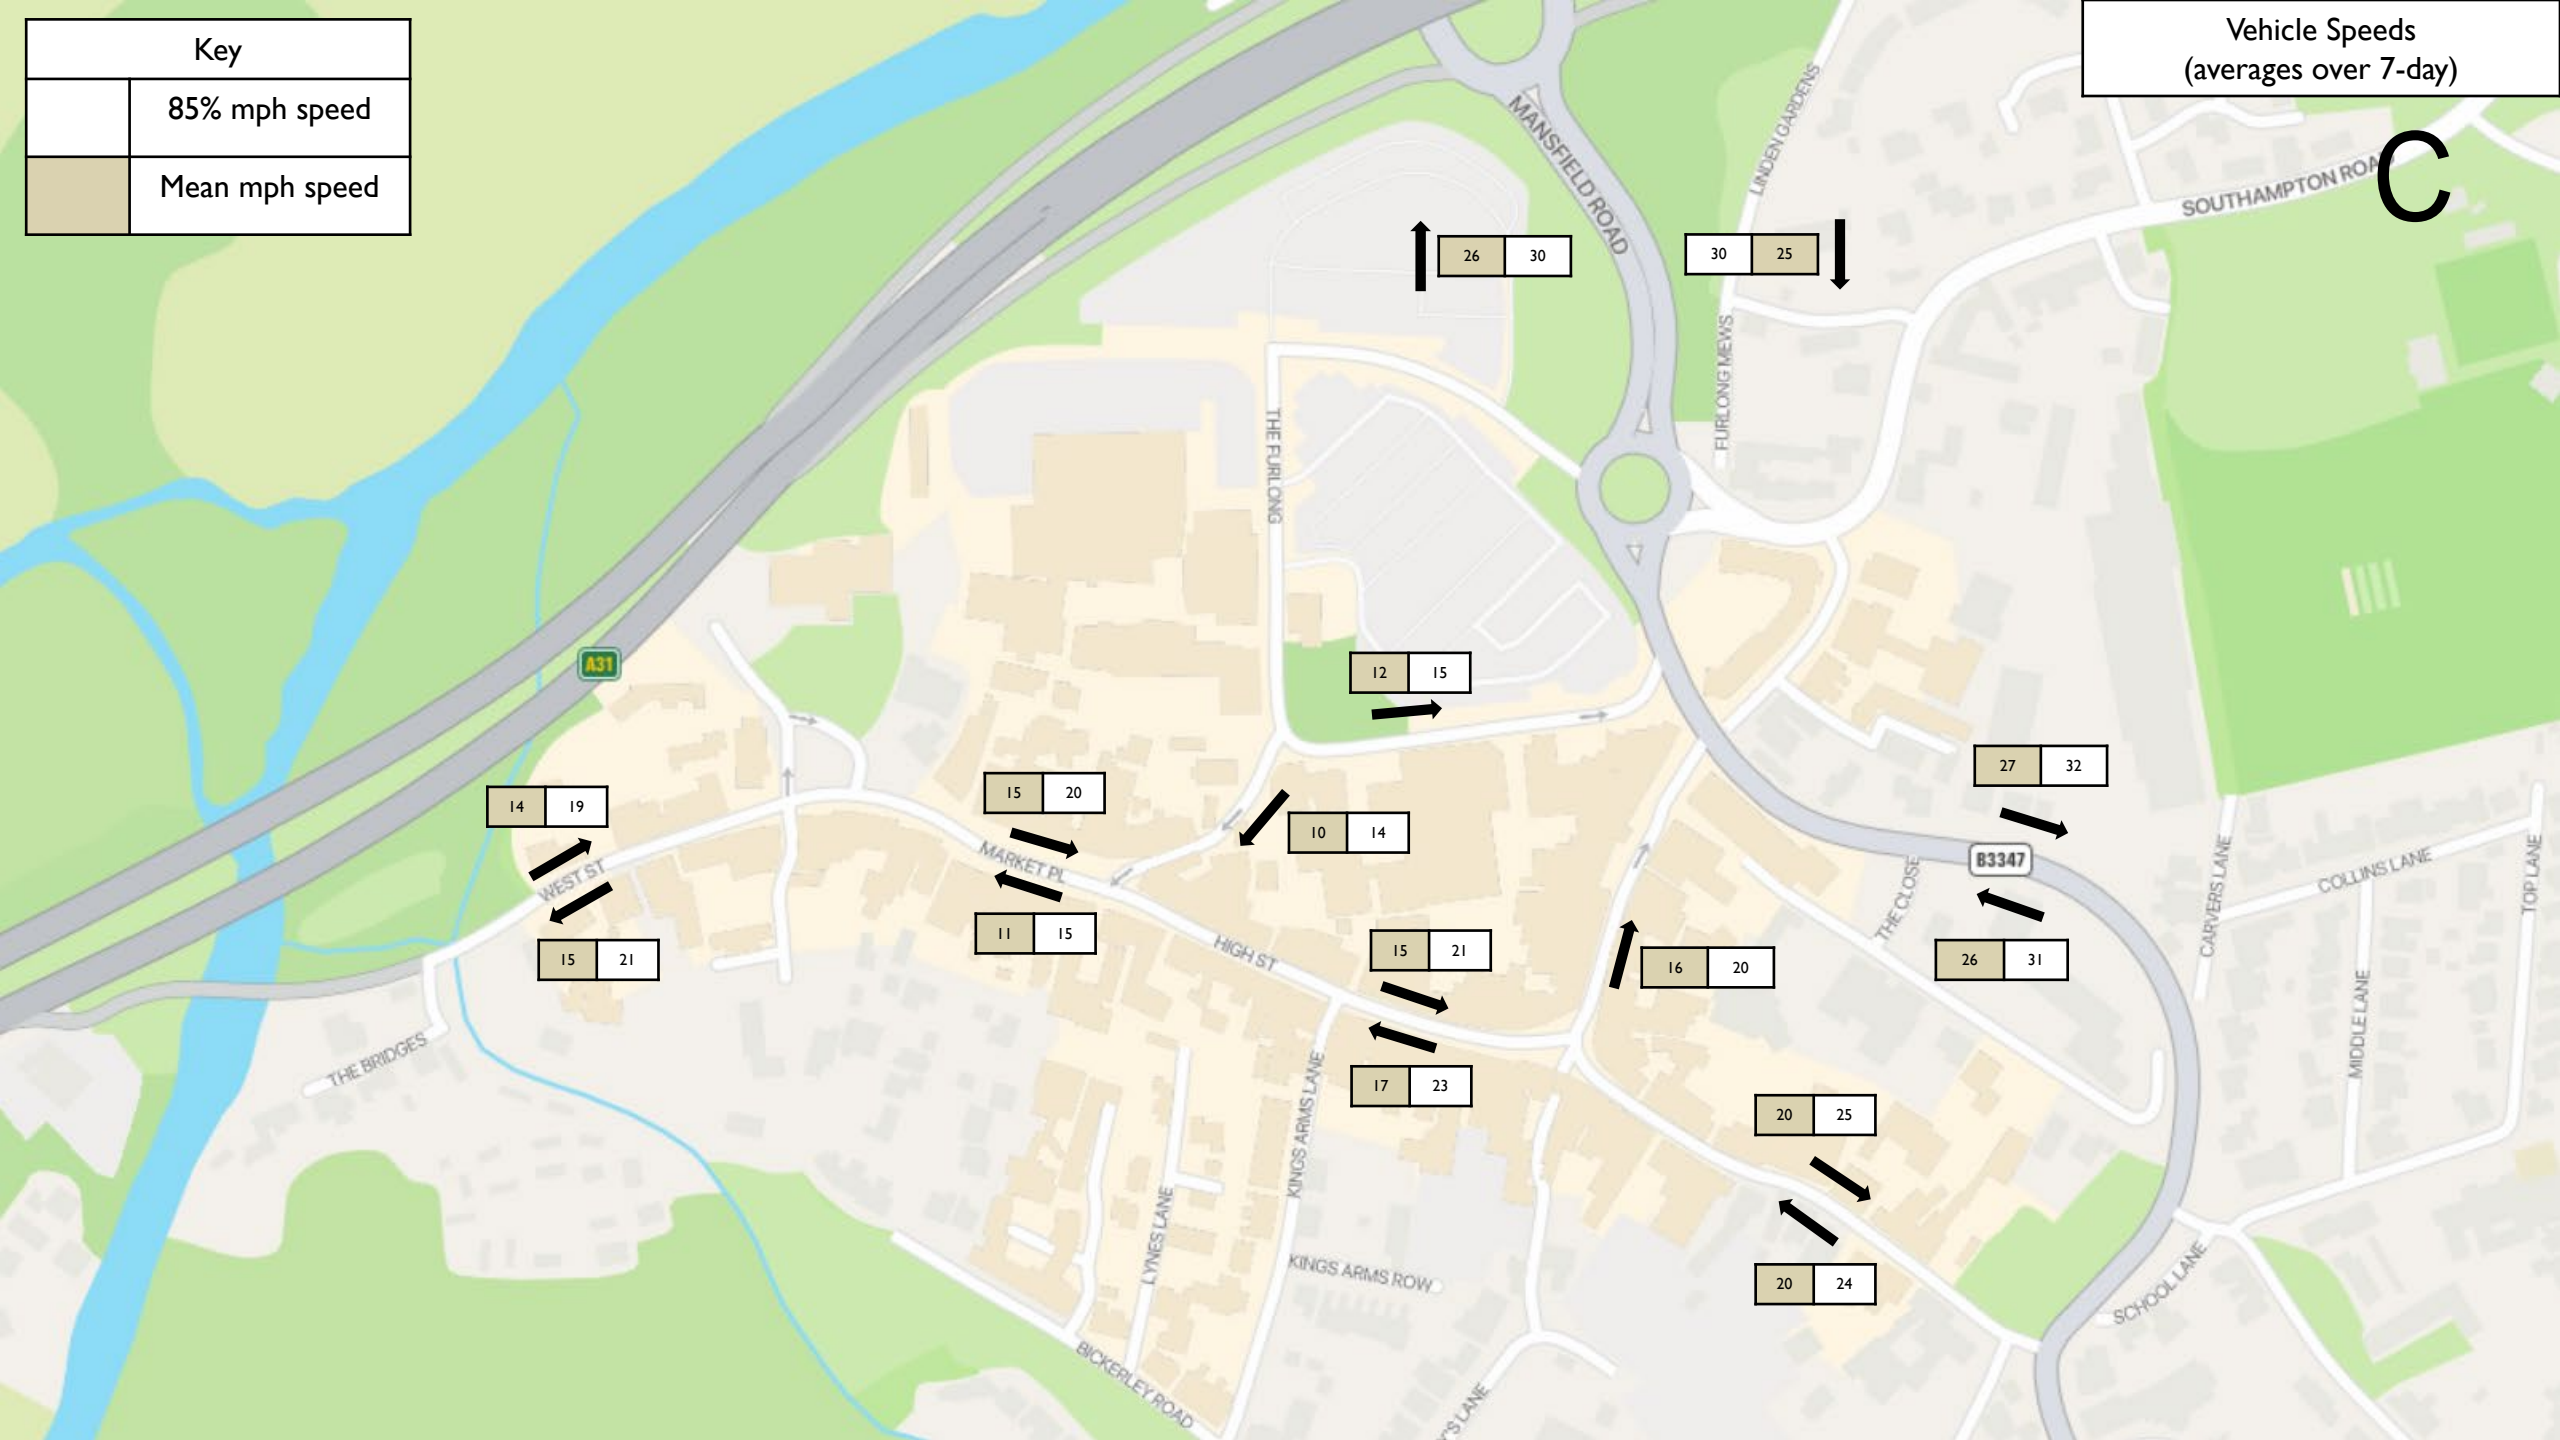 Key
85% mph speed
Mean mph speed
Vehicle Speeds
(averages over 7-day)
C
MANSFIELD ROAD
LINDEN GARDENS
SOUTHAMPTON ROAD
26 30
30 25
FURLONG MEWS
THE FURLONG
A31
12 15
27 32
14 19
15 20
10 14
MARKET PL
WEST ST
B3347
THE CLOSE
CARVERS LANE
COLLINS LANE
TOP LANE
15 21
11 15
HIGH ST
15 21
16 20
26 31
MIDDLE LANE
THE BRIDGES
KINGS ARMS LANE
17 23
20 25
LYNES LANE
KINGS ARMS ROW
20 24
SCHOOL LANE
BICKERLEY ROAD
'S LANE